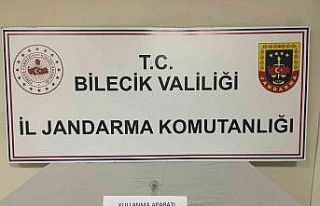 T.C.
BİLECİK VALİLİĞİ
İL JANDARMA KOMUTANLIĞI
KULLANMA APARATI